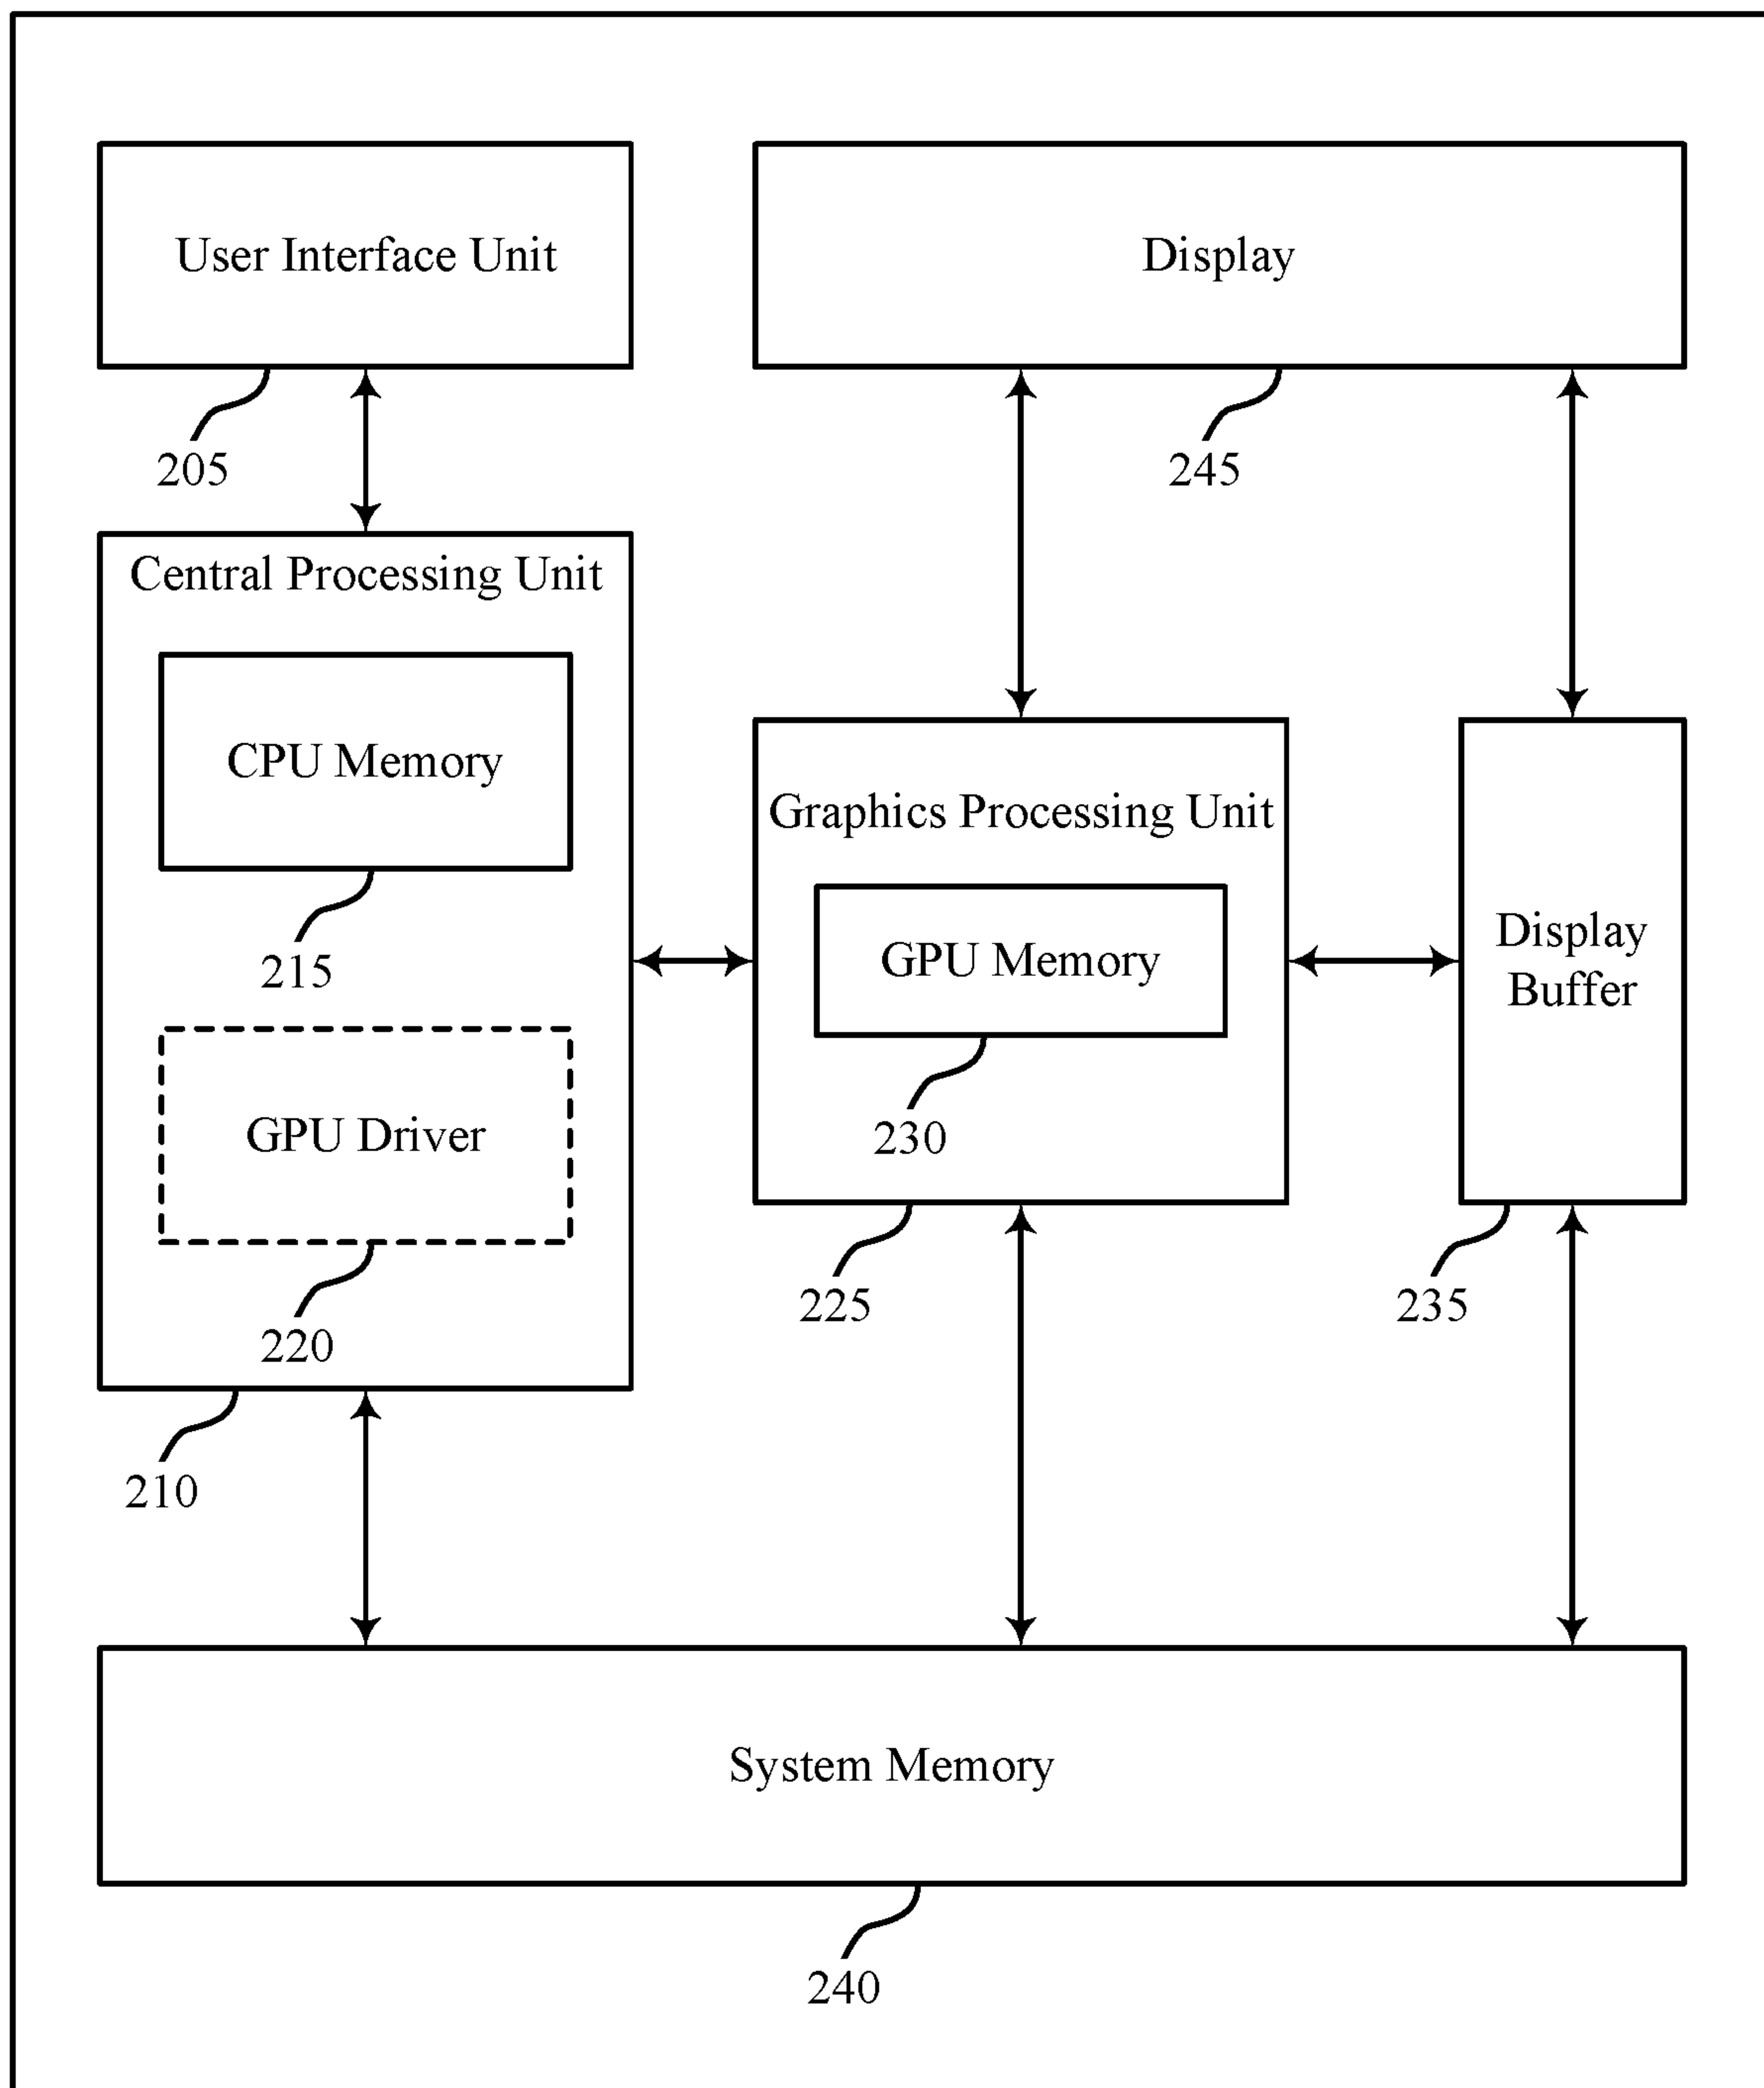 User Interface Unit
Display
205
245
Central Processing Unit
CPU Memory
215
Graphics Processing Unit
GPU Memory
230
Display
Buffer
GPU Driver
220
225
235
210
System Memory
240